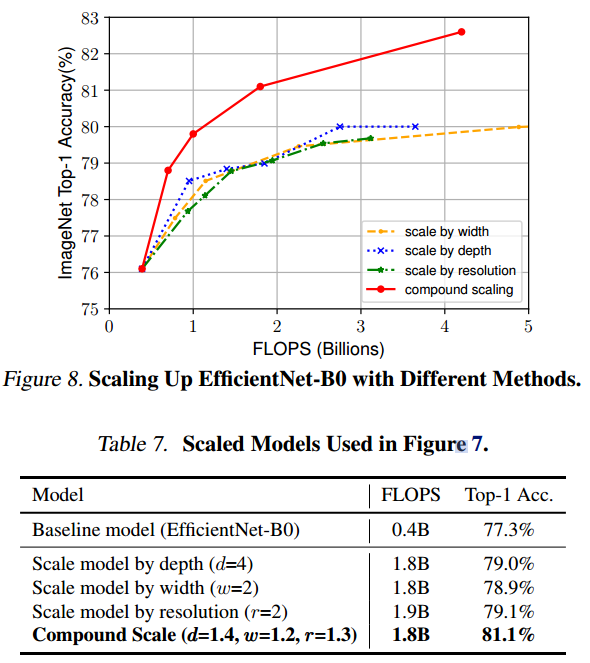 83
82
81
80
79
78
77
76
75
ImageNet Top-1 Accuracy(%)
scale by width
scale by depth
scale by resolution
compound scaling
0 1 2 3 4 5
FLOPS (Billions)
Figure 8. Scaling Up EfficientNet-B0 with Different Methods.
Table 7. Scaled Models Used in Figure 7.
Model FLOPS Top-1 Acc.
Baseline model (EfficientNet-B0) 0.4B 77.3%
Scale model by depth (d=4) 1.8B 79.0%
Scale model by width (w=2) 1.8B 78.9%
Scale model by resolution (r=2) 1.9B 79.1%
Compound Scale (d=1.4, w=1.2, r=1.3) 1.8B 81.1%